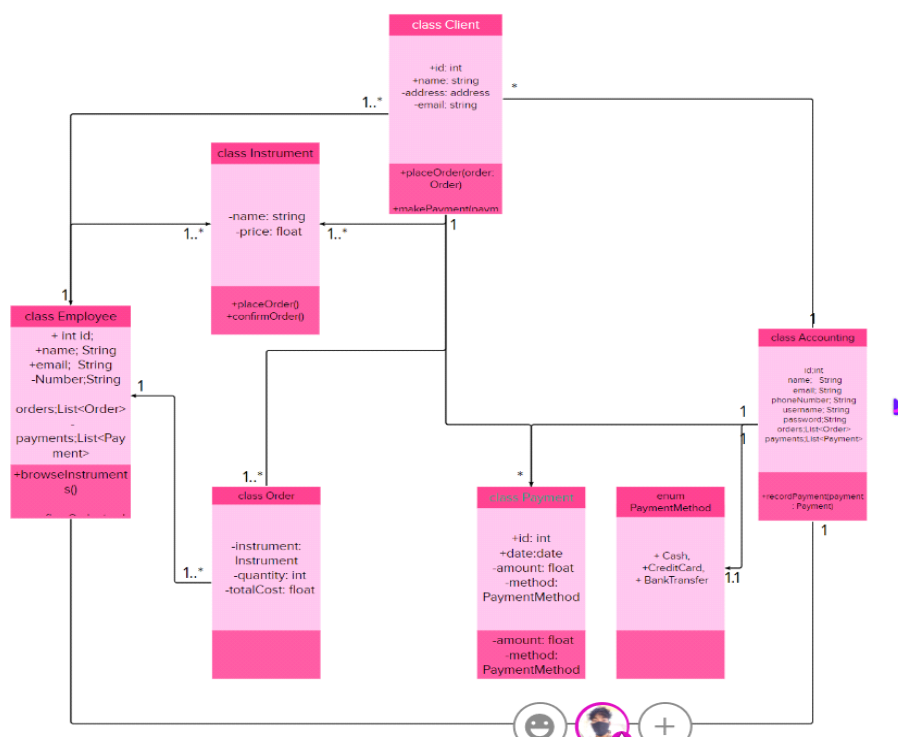 class Client
+id: int
+name: string
-address: address
-email: string
+placeOrder(order:
Order)
+makePayment(paym
*
1..*
1
class Instrument
-name: string
-price: float
+placeOrder()
+confirmOrder()
1..*
1..*
1
class Employee
+ int id;
+name; String
+email; String
-Number;String
orders;List<Order>
-
payments;List<Pay
ment>
+browseInstrument
s()
1
1..*
1..*
class Order
-instrument:
Instrument
-quantity: int
-totalCost: float
*
class Payment
+id: int
+date:date
-amount: float
-method:
PaymentMethod
-amount: float
-method:
PaymentMethod
enum
PaymentMethod
+ Cash,
+CreditCard,
+ BankTransfer
1.1
1
1
1
class Accounting
id;int
name; String
email; String
phoneNumber; String
username; String
password;String
orders;List<Order>
payments;List<Payment>
+recordPayment(payment
: Payment)
1